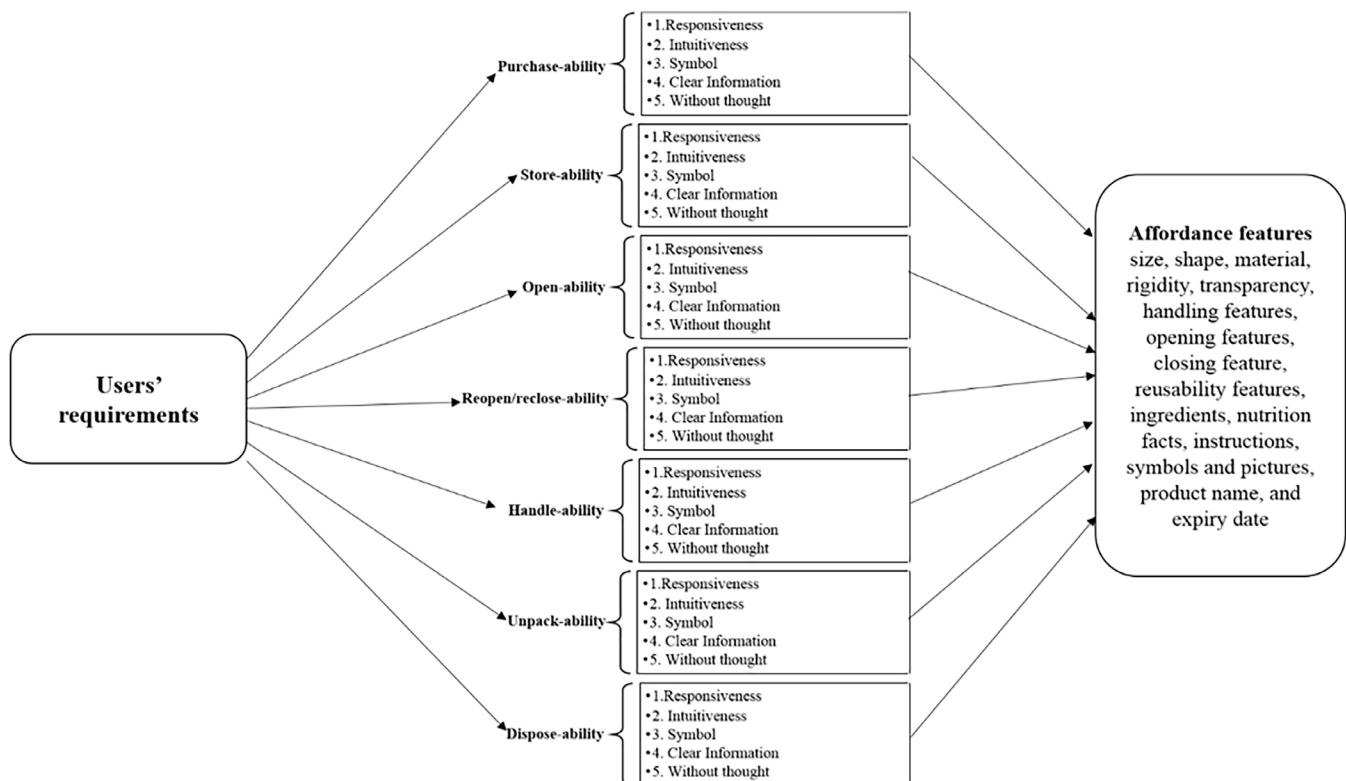 Users’
requirements
Purchase-ability
•1.Responsiveness
•2. Intuitiveness
•3. Symbol
•4. Clear Information
•5. Without thought
Store-ability
•1.Responsiveness
•2. Intuitiveness
•3. Symbol
•4. Clear Information
•5. Without thought
Open-ability
•1.Responsiveness
•2. Intuitiveness
•3. Symbol
•4. Clear Information
•5. Without thought
Reopen/reclose-ability
•1.Responsiveness
•2. Intuitiveness
•3. Symbol
•4. Clear Information
•5. Without thought
Handle-ability
•1.Responsiveness
•2. Intuitiveness
•3. Symbol
•4. Clear Information
•5. Without thought
Unpack-ability
•1.Responsiveness
•2. Intuitiveness
•3. Symbol
•4. Clear Information
•5. Without thought
Dispose-ability
•1.Responsiveness
•2. Intuitiveness
•3. Symbol
•4. Clear Information
•5. Without thought
Affordance features
size, shape, material,
rigidity, transparency,
handling features,
opening features,
closing feature,
reusability features,
ingredients, nutrition
facts, instructions,
symbols and pictures,
product name, and
expiry date